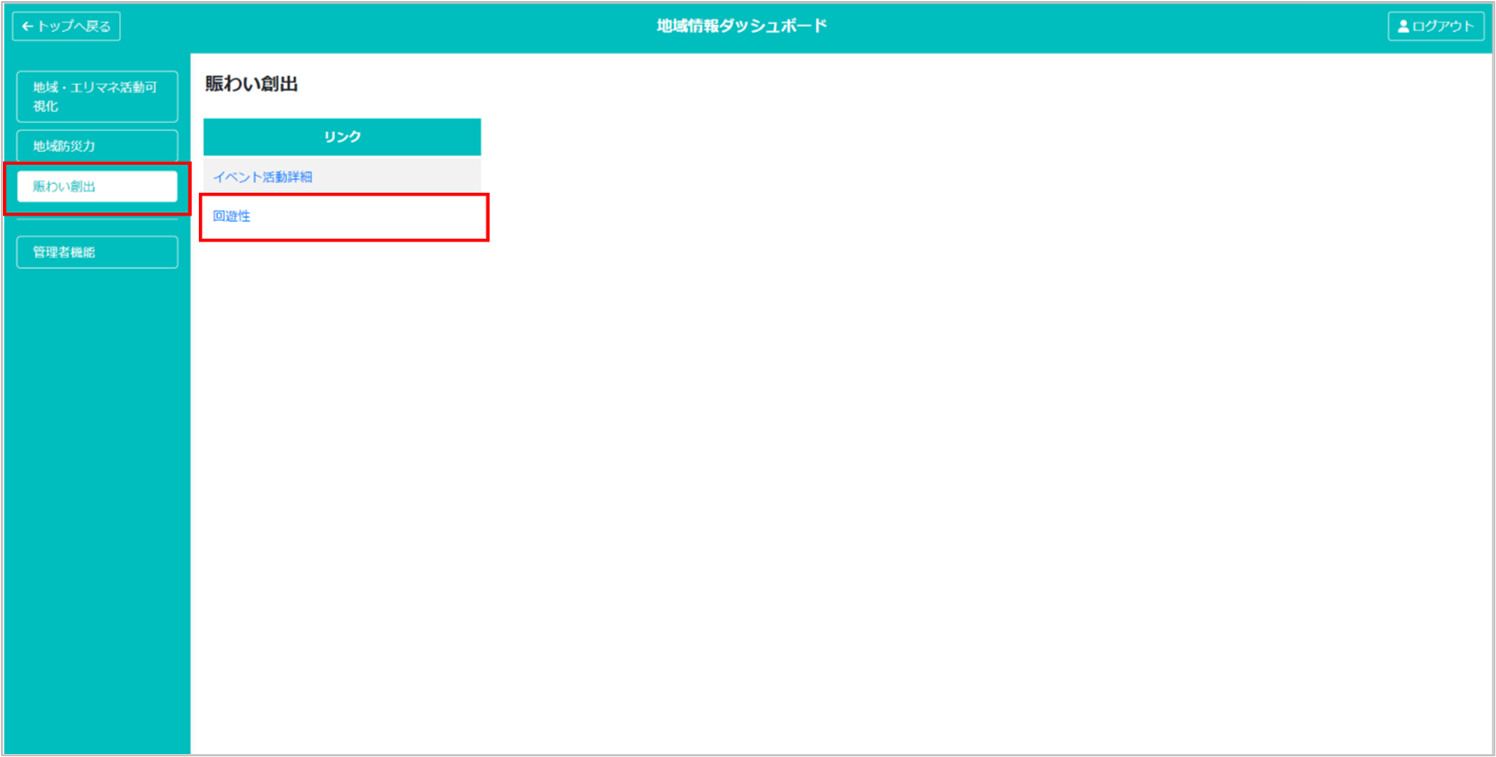 ←トップへ戻る
地域情報ダッシュボード
ログアウト
地域・エリマネ活動可
視化
地域防災力
賑わい創出
管理者機能
賑わい創出
リンク
イベント活動詳細
回遊性